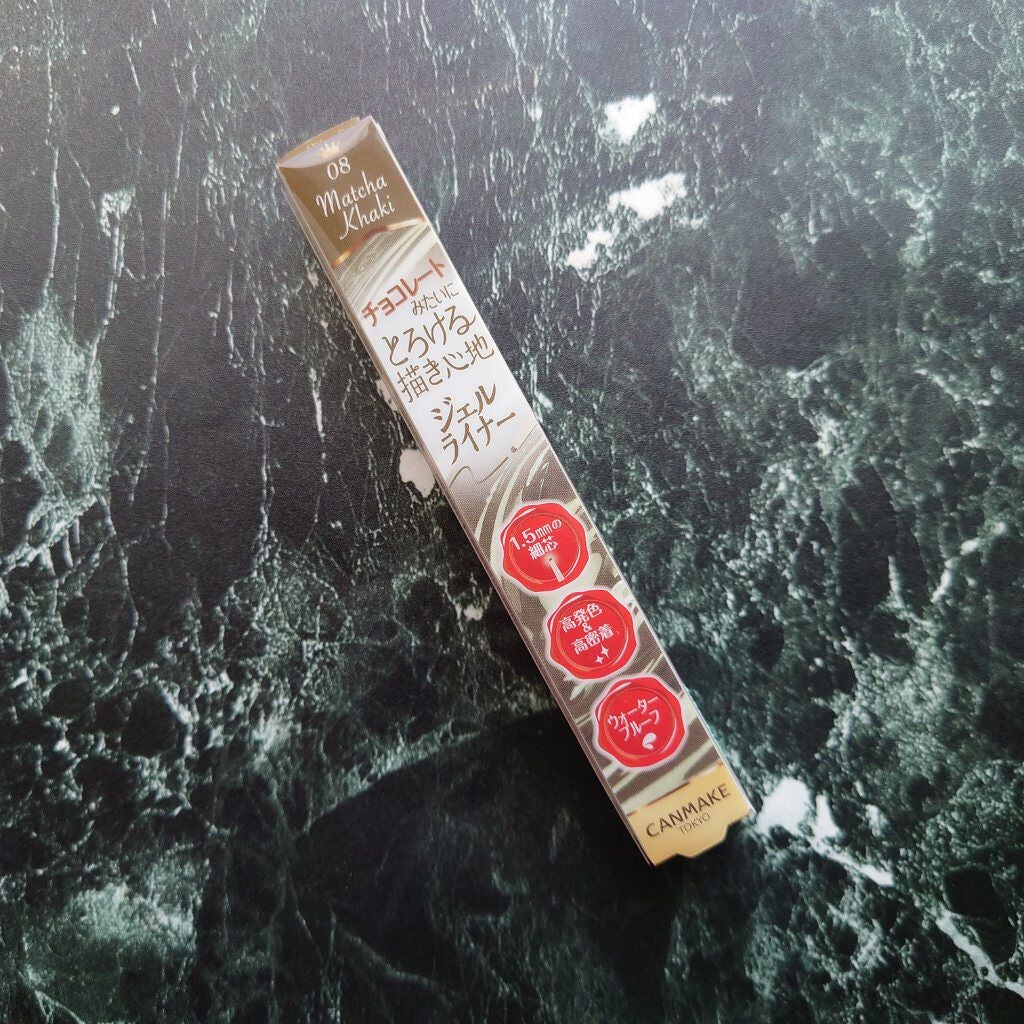 08
Matcha
Khaki
チョコレート
みたいに
とろける
描き心地
ジェル
ライナー
1.5mmの
細芯
高発色
&
高密着
ウォーター
プルーフ
CANMAKE
TOKYO